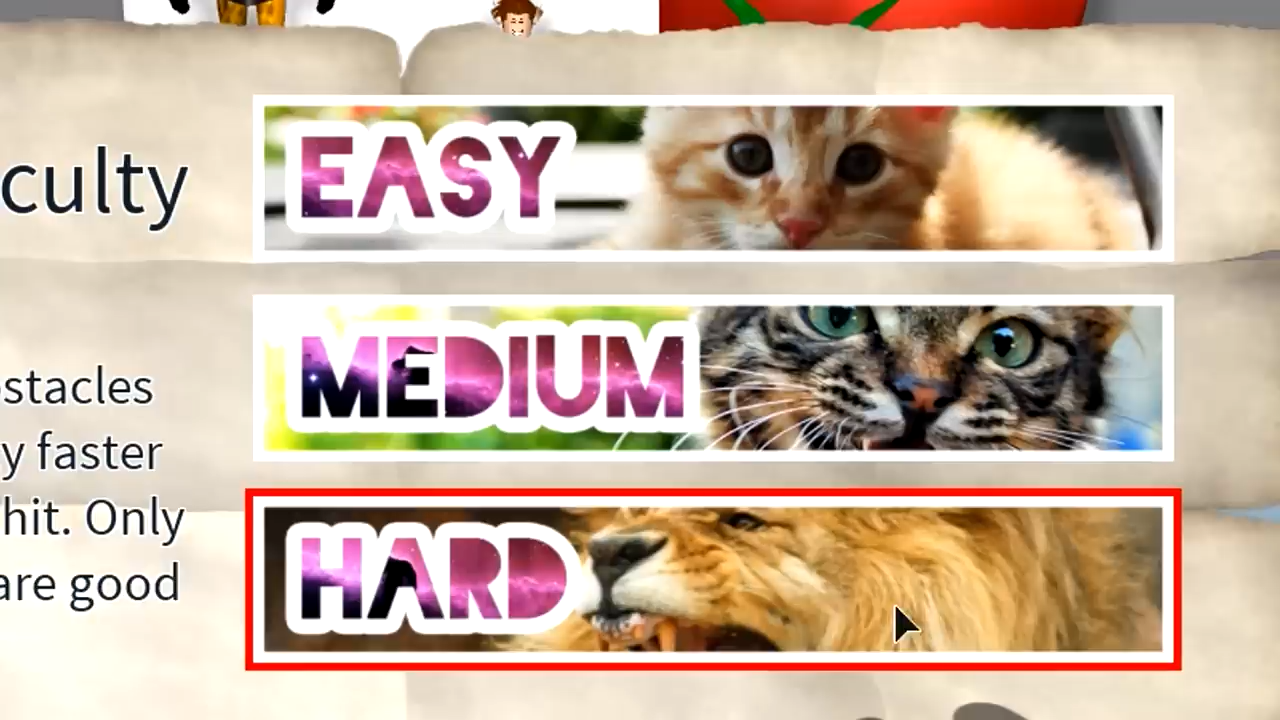 culty
EASY
MEDIUM
stacles
y faster
hit. Only
are good
HARD